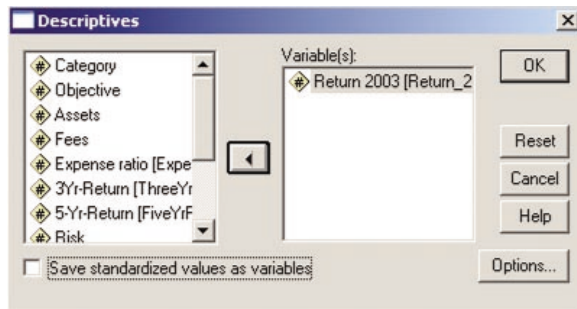 Descriptives
Category
Objective
Assets
Fees
Expense ratio [Expe
3Yr-Return [ThreeYr
5-Yr-Return [FiveYrF
Risk
Save standardized values as variables
Variable(s):
Return 2003 [Return_2
OK
Reset
Cancel
Help
Options...